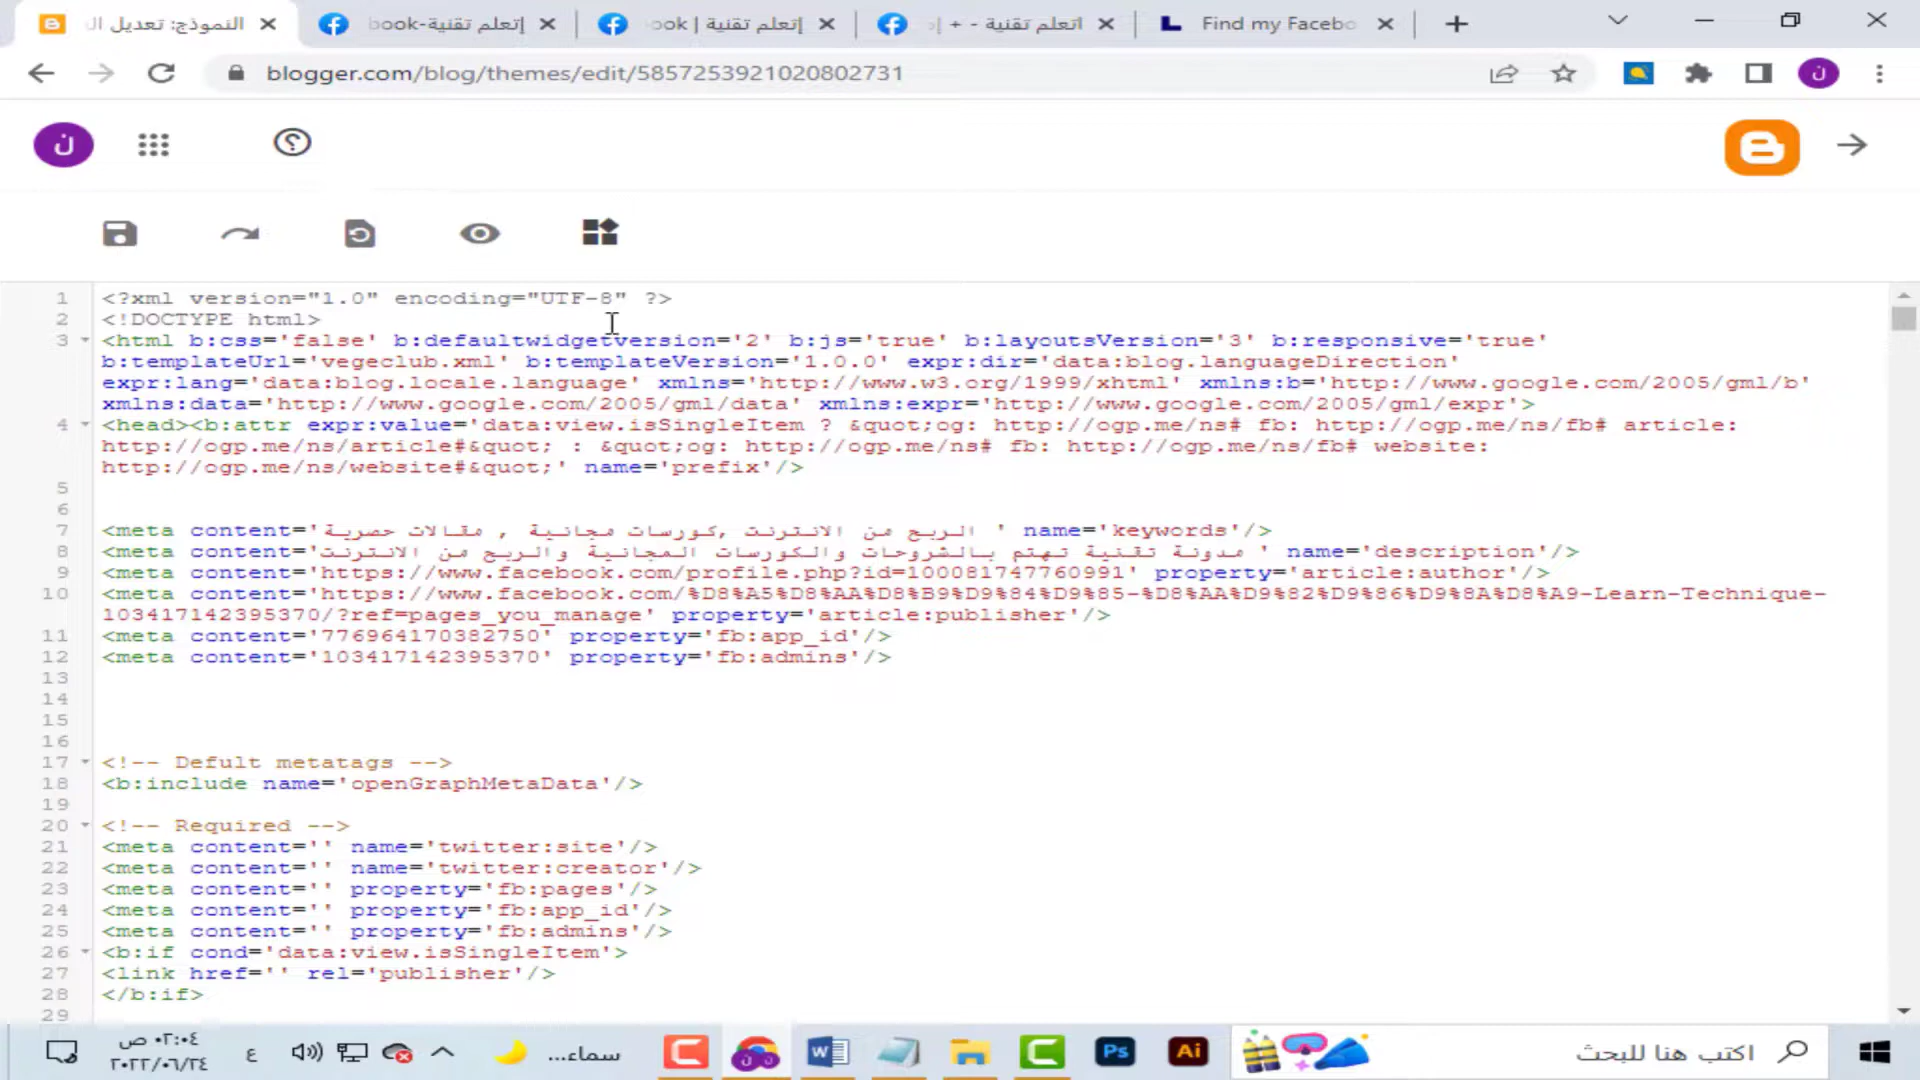 النموذج: تعديل ال
إتعلم تقنية-book
إتعلم تقنية | ook
اتعلم تقنية - + |
Find my Facebo
blogger.com/blog/themes/edit/5857253921020802731
ن
ن
1 <?xml version="1.0" encoding="UTF-8" ?>
2 <!DOCTYPE html>
3 <html b:css='false' b:defaultwidgetversion='2' b:js='true' b:layoutsVersion='3' b:responsive='true'
b:templateUrl='vegeclub.xml' b:templateVersion='1.0.0' expr:dir='data:blog.languageDirection'
expr:lang='data:blog.locale.language' xmlns='http://www.w3.org/1999/xhtml' xmlns:b='http://www.google.com/2005/gml/b'
xmlns:data='http://www.google.com/2005/gml/data' xmlns:expr='http://www.google.com/2005/gml/expr'>
4 <head><b:attr expr:value='data:view.isSingleItem ? &quot;og: http://ogp.me/ns# fb: http://ogp.me/ns/fb# article:
http://ogp.me/ns/article#&quot; : &quot;og: http://ogp.me/ns# fb: http://ogp.me/ns/fb# website:
http://ogp.me/ns/website#&quot;' name='prefix'/>
5
6
7 <meta content='الربح من الانترنت ,كورسات مجانية , مقالات حصرية ' name='keywords'/>
8 <meta content='مدونة تقنية تهتم بالشروحات والكورسات المجانية والربح من الانترنت ' name='description'/>
9 <meta content='https://www.facebook.com/profile.php?id=100081747760991' property='article:author'/>
10 <meta content='https://www.facebook.com/%D8%A5%D8%AA%D8%B9%D9%84%D9%85-%D8%AA%D9%82%D9%86%D9%8A%D8%A9-Learn-Technique-
103417142395370/?ref=pages_you_manage' property='article:publisher'/>
11 <meta content='776964170382750' property='fb:app_id'/>
12 <meta content='103417142395370' property='fb:admins'/>
13
14
15
16
17 <!-- Defult metatags -->
18 <b:include name='openGraphMetaData'/>
19
20 <!-- Required -->
21 <meta content='' name='twitter:site'/>
22 <meta content='' name='twitter:creator'/>
23 <meta content='' property='fb:pages'/>
24 <meta content='' property='fb:app_id'/>
25 <meta content='' property='fb:admins'/>
26 <b:if cond='data:view.isSingleItem'>
27 <link href='' rel='publisher'/>
28 </b:if>
29
٠٢:٠٤ ص
٢٠٢٢/٠٦/٢٤
ع
سماء...
Ps
Ai
اكتب هنا للبحث